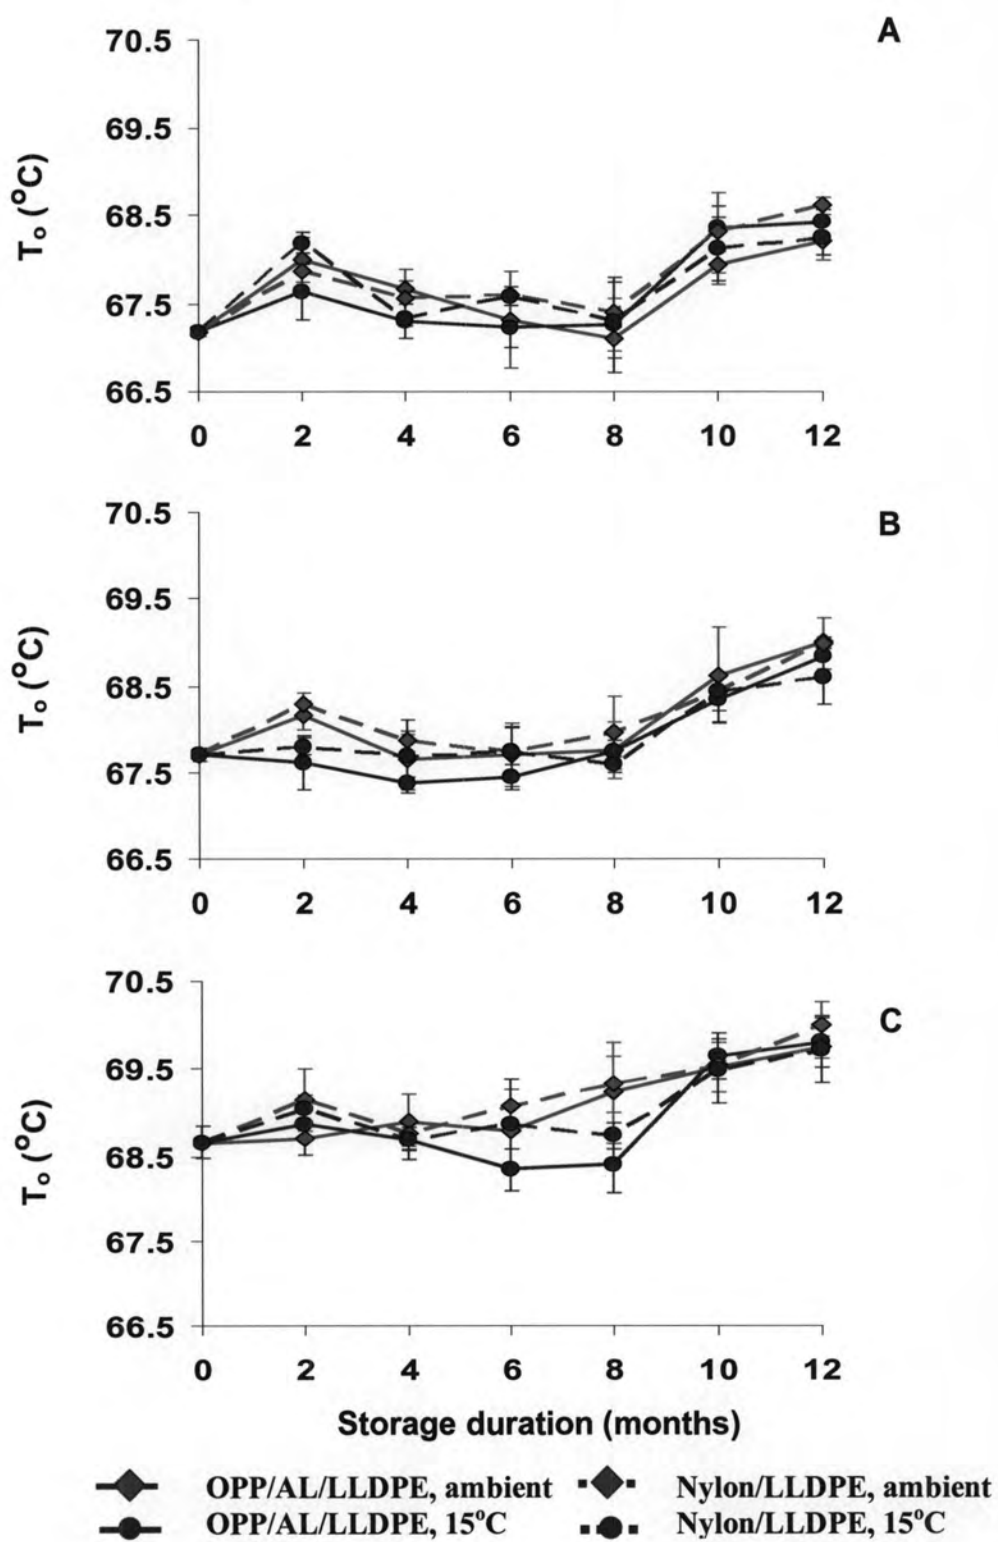 A
70.5
69.5
68.5
67.5
66.5
To (°C)
0 2 4 6 8 10 12
B
70.5
69.5
68.5
67.5
66.5
To (°C)
0 2 4 6 8 10 12
C
70.5
69.5
68.5
67.5
66.5
To (°C)
0 2 4 6 8 10 12
Storage duration (months)
OPP/AL/LLDPE, ambient Nylon/LLDPE, ambient
OPP/AL/LLDPE, 15°C Nylon/LLDPE, 15°C